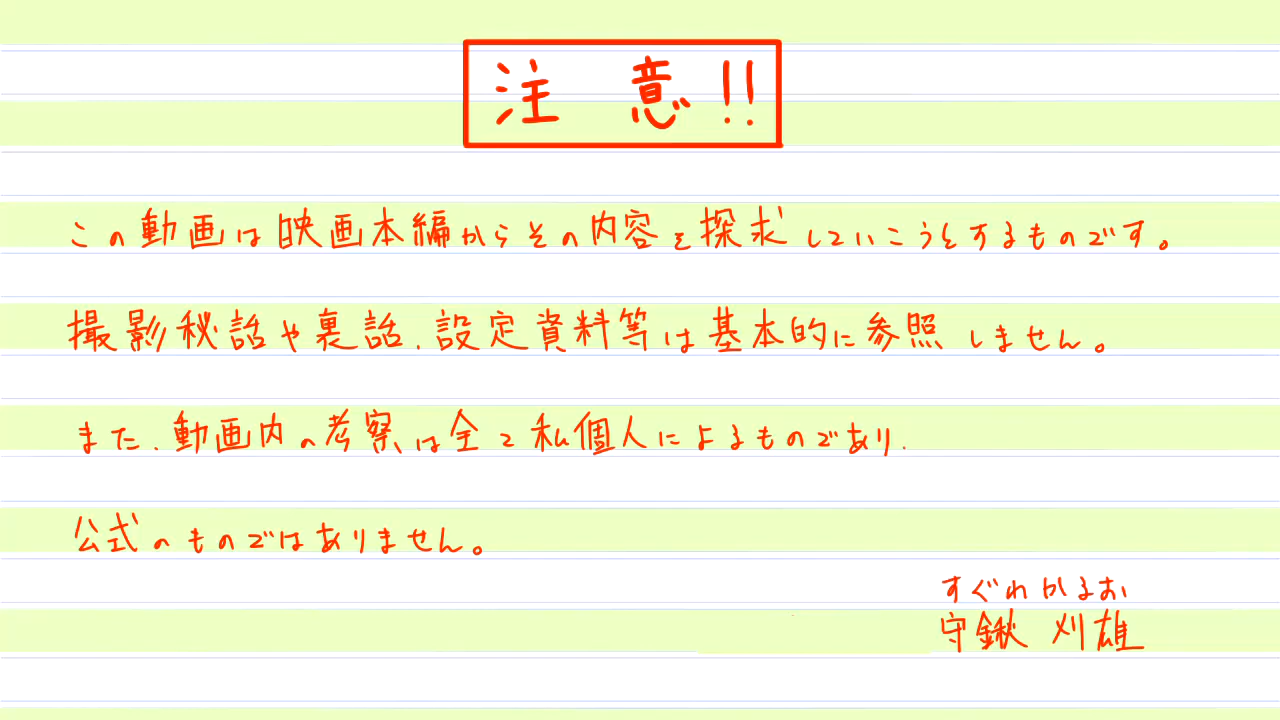 注 意!!
この動画は映画本編からその内容を探求していこうとするものです。
撮影秘話や裏話、設定資料等は基本的に参照しません。
また、動画内の考察は全て私個人によるものであり、
公式のものではありません。
すぐわかるお
守鍬 刈雄